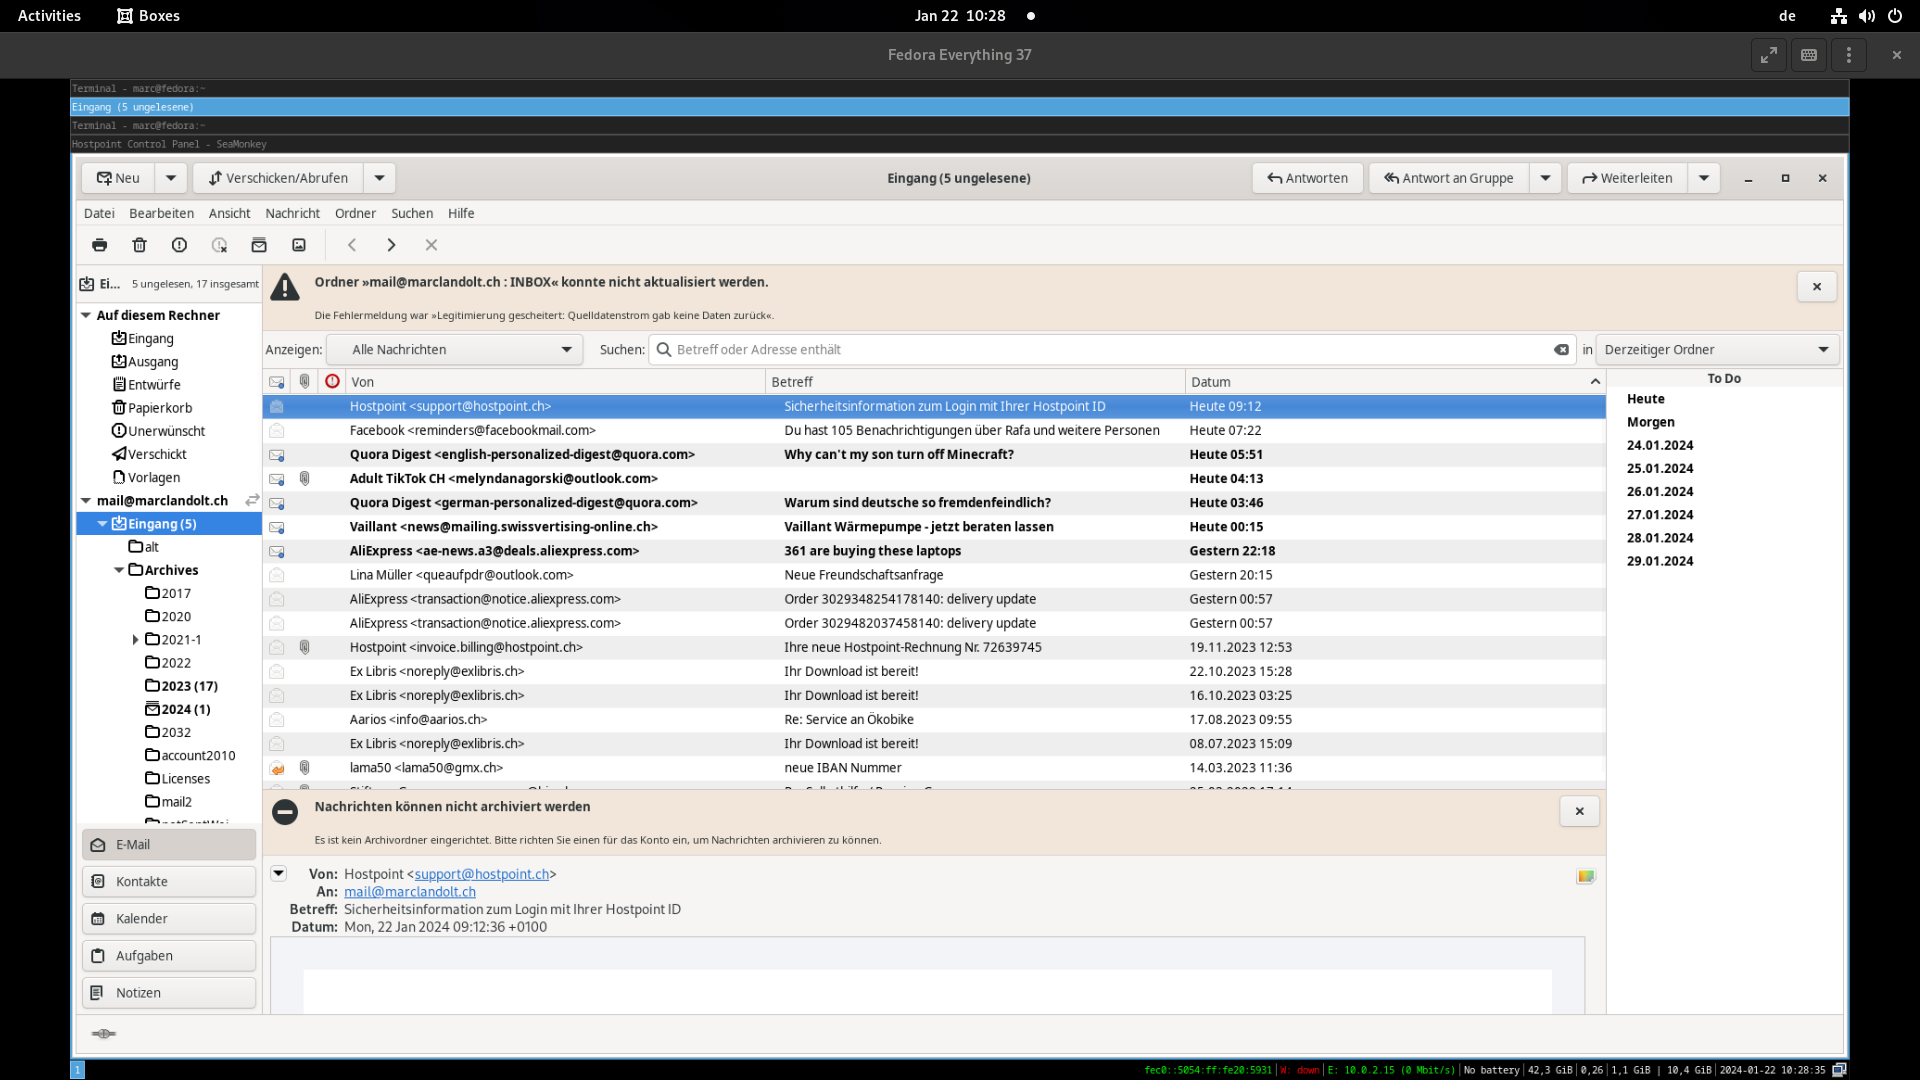 Activities Boxes Jan 22 10:28 de
Fedora Everything 37
Terminal - marc@fedora:~
Eingang (5 ungelesene)
Terminal - marc@fedora:~
Hostpoint Control Panel - SeaMonkey
Neu Verschicken/Abrufen Eingang (5 ungelesene) Antworten Antwort an Gruppe Weiterleiten
Datei Bearbeiten Ansicht Nachricht Ordner Suchen Hilfe
Ei... 5 ungelesen, 17 insgesamt
Auf diesem Rechner
Eingang
Ausgang
Entwürfe
Papierkorb
Unerwünscht
Verschickt
Vorlagen
mail@marclandolt.ch
Eingang (5)
alt
Archives
2017
2020
2021-1
2022
2023 (17)
2024 (1)
2032
account2010
Licenses
mail2
E-Mail
Kontakte
Kalender
Aufgaben
Notizen
Ordner »mail@marclandolt.ch : INBOX« konnte nicht aktualisiert werden.
Die Fehlermeldung war »Legitimierung gescheitert: Quelldatenstrom gab keine Daten zurück«.
Anzeigen: Alle Nachrichten Suchen: Betreff oder Adresse enthält in Derzeitiger Ordner
Von Betreff Datum
Hostpoint <support@hostpoint.ch> Sicherheitsinformation zum Login mit Ihrer Hostpoint ID Heute 09:12
Facebook <reminders@facebookmail.com> Du hast 105 Benachrichtigungen über Rafa und weitere Personen Heute 07:22
Quora Digest <english-personalized-digest@quora.com> Why can't my son turn off Minecraft? Heute 05:51
Adult TikTok CH <melyndanagorski@outlook.com> Heute 04:13
Quora Digest <german-personalized-digest@quora.com> Warum sind deutsche so fremdenfeindlich? Heute 03:46
Vaillant <news@mailing.swissvertising-online.ch> Vaillant Wärmepumpe - jetzt beraten lassen Heute 00:15
AliExpress <ae-news.a3@deals.aliexpress.com> 361 are buying these laptops Gestern 22:18
Lina Müller <queaufpdr@outlook.com> Neue Freundschaftsanfrage Gestern 20:15
AliExpress <transaction@notice.aliexpress.com> Order 3029348254178140: delivery update Gestern 00:57
AliExpress <transaction@notice.aliexpress.com> Order 3029482037458140: delivery update Gestern 00:57
Hostpoint <invoice.billing@hostpoint.ch> Ihre neue Hostpoint-Rechnung Nr. 72639745 19.11.2023 12:53
Ex Libris <noreply@exlibris.ch> Ihr Download ist bereit! 22.10.2023 15:28
Ex Libris <noreply@exlibris.ch> Ihr Download ist bereit! 16.10.2023 03:25
Aarios <info@aarios.ch> Re: Service an Ökobike 17.08.2023 09:55
Ex Libris <noreply@exlibris.ch> Ihr Download ist bereit! 08.07.2023 15:09
lama50 <lama50@gmx.ch> neue IBAN Nummer 14.03.2023 11:36
To Do
Heute
Morgen
24.01.2024
25.01.2024
26.01.2024
27.01.2024
28.01.2024
29.01.2024
Nachrichten können nicht archiviert werden
Es ist kein Archivordner eingerichtet. Bitte richten Sie einen für das Konto ein, um Nachrichten archivieren zu können.
Von: Hostpoint <support@hostpoint.ch>
An: mail@marclandolt.ch
Betreff: Sicherheitsinformation zum Login mit Ihrer Hostpoint ID
Datum: Mon, 22 Jan 2024 09:12:36 +0100
1 fec0::5054:ff:fe20:5931 | W: down | E: 10.0.2.15 (0 Mbit/s) | No battery | 42,3 GiB | 0,26 | 1,1 GiB | 10,4 GiB | 2024-01-22 10:28:35